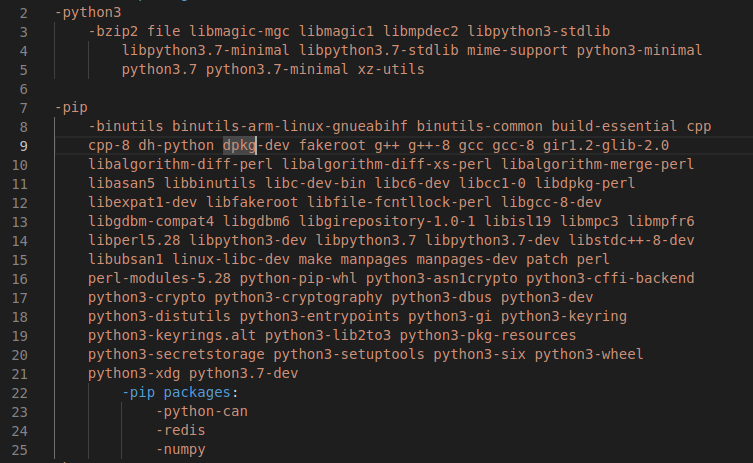 2 -python3
3 -bzip2 file libmagic-mgc libmagic1 libmpdec2 libpython3-stdlib
4 libpython3.7-minimal libpython3.7-stdlib mime-support python3-minimal
5 python3.7 python3.7-minimal xz-utils
6
7 -pip
8 -binutils binutils-arm-linux-gnueabihf binutils-common build-essential cpp
9 cpp-8 dh-python dpkg-dev fakeroot g++ g++-8 gcc gcc-8 gir1.2-glib-2.0
10 libalgorithm-diff-perl libalgorithm-diff-xs-perl libalgorithm-merge-perl
11 libasan5 libbinutils libc-dev-bin libc6-dev libcc1-0 libdpkg-perl
12 libexpat1-dev libfakeroot libfile-fcntllock-perl libgcc-8-dev
13 libgdbm-compat4 libgdbm6 libgirepository-1.0-1 libisl19 libmpc3 libmpfr6
14 libperl5.28 libpython3-dev libpython3.7 libpython3.7-dev libstdc++-8-dev
15 libubsan1 linux-libc-dev make manpages manpages-dev patch perl
16 perl-modules-5.28 python-pip-whl python3-asn1crypto python3-cffi-backend
17 python3-crypto python3-cryptography python3-dbus python3-dev
18 python3-distutils python3-entrypoints python3-gi python3-keyring
19 python3-keyrings.alt python3-lib2to3 python3-pkg-resources
20 python3-secretstorage python3-setuptools python3-six python3-wheel
21 python3-xdg python3.7-dev
22 -pip packages:
23 -python-can
24 -redis
25 -numpy